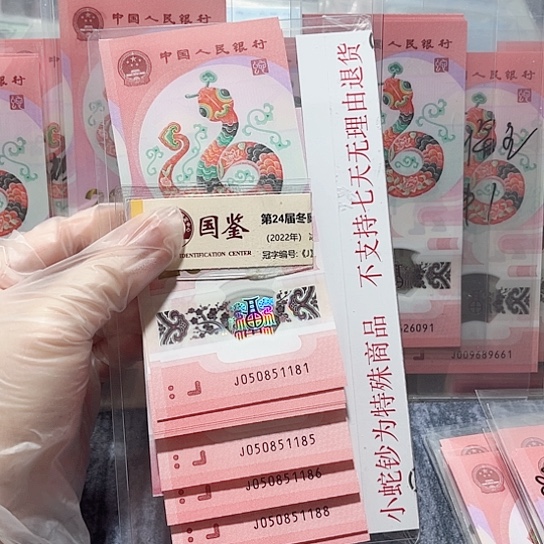 中国人民银行
中国人民银行
民银行
国人民银行
国鉴
IDENTIFICATION CENTER
第24届冬
(2022年)
冠字编号:《J
不支持七天无理由退货
小蛇钞为特殊商品
26091
J009689661
J050851181
J050851185
J050851186
J050851188